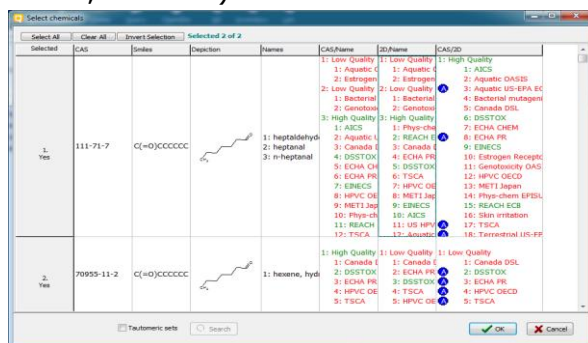 Select chemicals
Select All Clear All Invert Selection Selected 2 of 2
Selected CAS Smiles Depiction Names CAS/Name 2D/Name CAS/2D
1.
Yes
111-71-7
C(=O)CCCCCC
1: heptaldehyd
2: heptanal
3: n-heptanal
1: Low Quality
1: Aquatic
2: Estrogen
2: Low Quality
1: Bacterial
2: Genotoxi
3: High Quality
1: AICS
2: Aquatic
3: Canada
4: DSSTOX
5: ECHA CH
6: ECHA PR
7: EINECS
8: HPVC OE
9: METI Jap
10: Phys-ch
11: REACH
12: TSCA
1: Low Quality
1: Aquatic
2: Estrogen
2: Low Quality
1: Bacterial
2: Genotoxi
3: High Quality
1: Phys-che
2: REACH E
3: Canada
4: ECHA PR
5: DSSTOX
6: TSCA
7: HPVC OE
8: METI Jap
9: EINECS
10: AICS
11: US HPV
12: Aquatic
1: High Quality
1: AICS
2: Aquatic OASIS
A 3: Aquatic US-EPA EC
4: Bacterial mutageni
5: Canada DSL
6: DSSTOX
7: ECHA CHEM
A 8: ECHA PR
9: EINECS
10: Estrogen Recepto
11: Genotoxicity OAS
12: HPVC OECD
13: METI Japan
14: Phys-chem EPISU
15: REACH ECB
16: Skin irritation
A 17: TSCA
A 18: Terrestrial US-EP
2.
Yes
70955-11-2
C(=O)CCCCCC
1: hexene, hyd
1: High Quality
1: Canada
2: DSSTOX
3: ECHA PR
4: HPVC OE
5: TSCA
1: Low Quality
1: Canada
2: ECHA PR
3: DSSTOX
4: TSCA
5: HPVC OE
1: Low Quality
1: Canada DSL
A 2: DSSTOX
A 3: ECHA PR
A 4: HPVC OECD
A 5: TSCA
Tautomeric sets Search OK Cancel